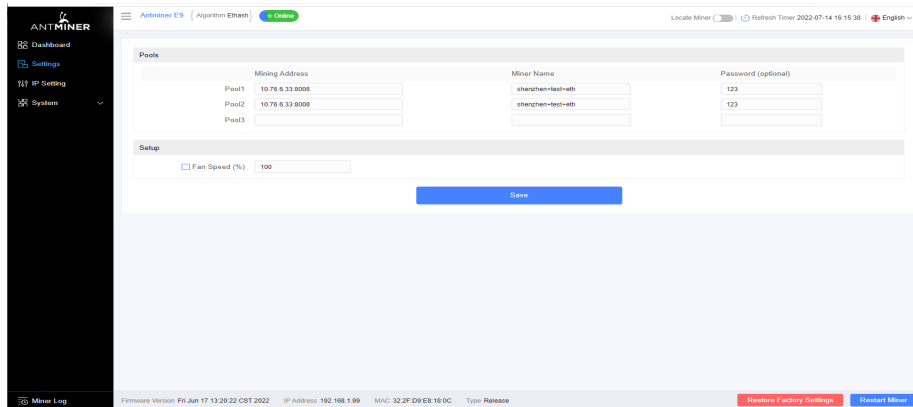 ANTMINER
Antminer E9 { Algorithm Ethash } Online
Locate Miner | Refresh Timer 2022-07-14 16:15:38 | English
Dashboard
Settings
IP Setting
System
Pools
Mining Address Miner Name Password (optional)
Pool1 10.76.6.33:8008 shenzhen+test+eth 123
Pool2 10.76.6.33:8008 shenzhen+test+eth 123
Pool3
Setup
Fan Speed (%) 100
Save
Miner Log
Firmware Version Fri Jun 17 13:20:22 CST 2022 IP Address 192.168.1.99 MAC 32:2F:D9:E8:18:0C Type Release
Restore Factory Settings Restart Miner